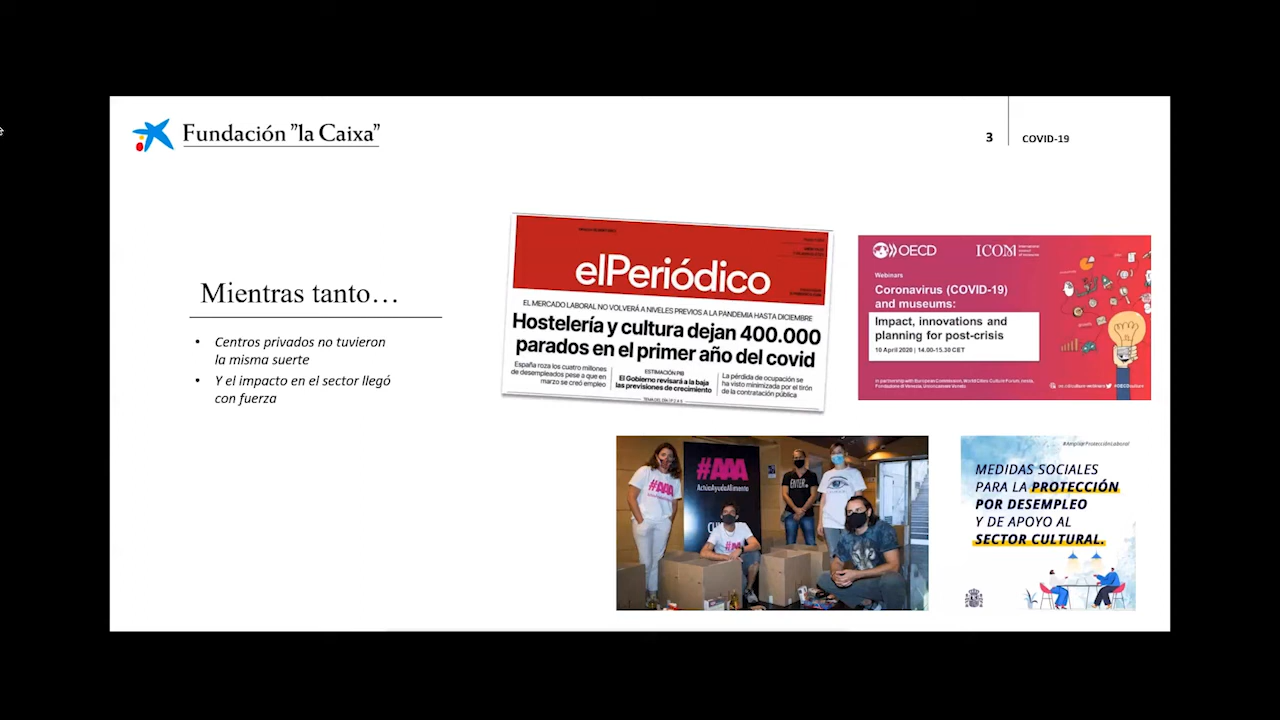 Fundación "la Caixa"
3
COVID-19
Mientras tanto...
• Centros privados no tuvieron
la misma suerte
• Y el impacto en el sector llegó
con fuerza
elPeriódico
EL MERCADO LABORAL NO VOLVERÁ A NIVELES PREVIOS A LA PANDEMIA HASTA DICIEMBRE
Hostelería y cultura dejan 400.000
parados en el primer año del covid
España roza los cuatro millones
de desempleados pese a que en
marzo se creó empleo
ESTIMACIÓN PIB
El Gobierno revisará a la baja
las previsiones de crecimiento
La pérdida de ocupación se
ha visto minimizada por el tirón
de la contratación pública
OECD
ICOM
Webinars
Coronavirus (COVID-19)
and museums:
Impact, innovations and
planning for post-crisis
10 April 2020 | 14.00-15.30 CET
#AAA
#AAA
ActúaAyudaAlimenta
ENTER.
MEDIDAS SOCIALES
PARA LA PROTECCIÓN
POR DESEMPLEO
Y DE APOYO AL
SECTOR CULTURAL.